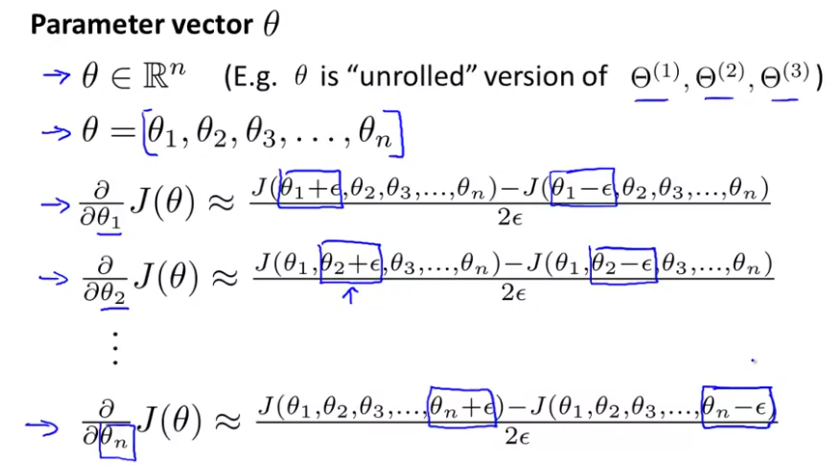 Parameter vector θ
→ θ ∈ ℝⁿ (E.g. θ is “unrolled” version of Θ⁽¹⁾, Θ⁽²⁾, Θ⁽³⁾)
→ θ = [θ₁, θ₂, θ₃, . . . , θₙ]
→ ∂/∂θ₁ J(θ) ≈ (J(θ₁+ϵ,θ₂,θ₃,...,θₙ)−J(θ₁−ϵ,θ₂,θ₃,...,θₙ))/2ϵ
→ ∂/∂θ₂ J(θ) ≈ (J(θ₁,θ₂+ϵ,θ₃,...,θₙ)−J(θ₁,θ₂−ϵ,θ₃,...,θₙ))/2ϵ
⋮
→ ∂/∂θₙ J(θ) ≈ (J(θ₁,θ₂,θ₃,...,θₙ+ϵ)−J(θ₁,θ₂,θ₃,...,θₙ−ϵ))/2ϵ